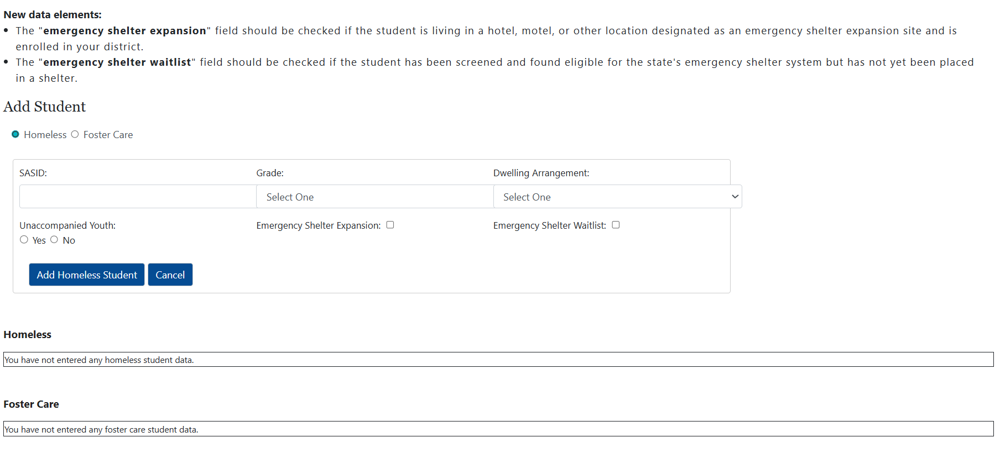 New data elements:
• The "emergency shelter expansion" field should be checked if the student is living in a hotel, motel, or other location designated as an emergency shelter expansion site and is
enrolled in your district.
• The "emergency shelter waitlist" field should be checked if the student has been screened and found eligible for the state's emergency shelter system but has not yet been placed
in a shelter.
Add Student
Homeless Foster Care
SASID: Grade: Dwelling Arrangement:
Select One Select One
Unaccompanied Youth: Emergency Shelter Expansion: Emergency Shelter Waitlist:
Yes No
Add Homeless Student Cancel
Homeless
You have not entered any homeless student data.
Foster Care
You have not entered any foster care student data.